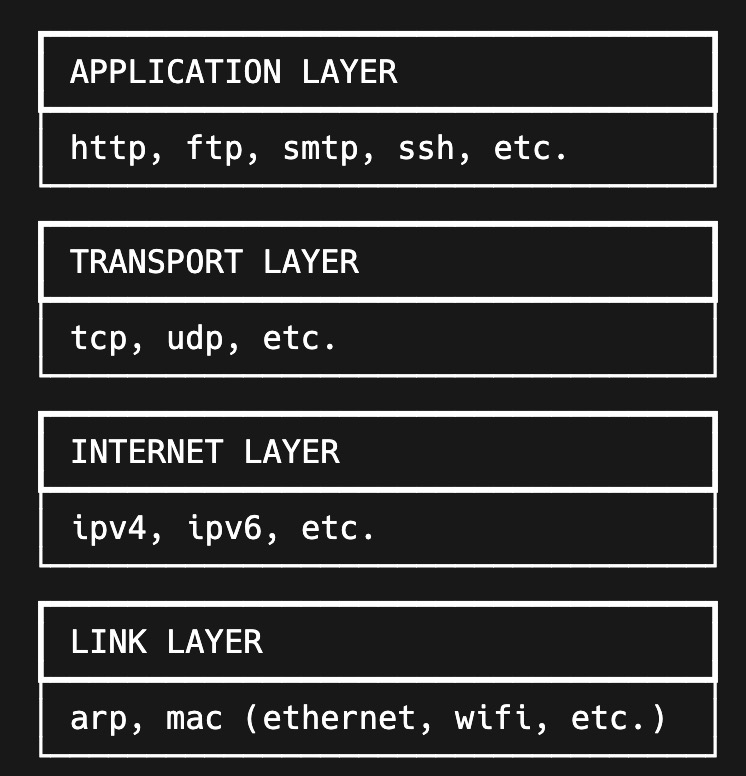 APPLICATION LAYER
http, ftp, smtp, ssh, etc.
TRANSPORT LAYER
tcp, udp, etc.
INTERNET LAYER
ipv4, ipv6, etc.
LINK LAYER
arp, mac (ethernet, wifi, etc.)